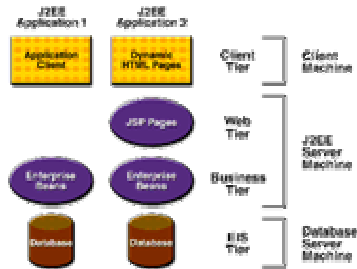 J2EE
Application 1
J2EE
Application 2
Application
Client
Dynamic
HTML Pages
Client
Tier
Client
Machine
JSP Pages
Web
Tier
J2EE
Server
Machine
Enterprise
Beans
Enterprise
Beans
Business
Tier
Database
Database
EIS
Tier
Database
Server
Machine